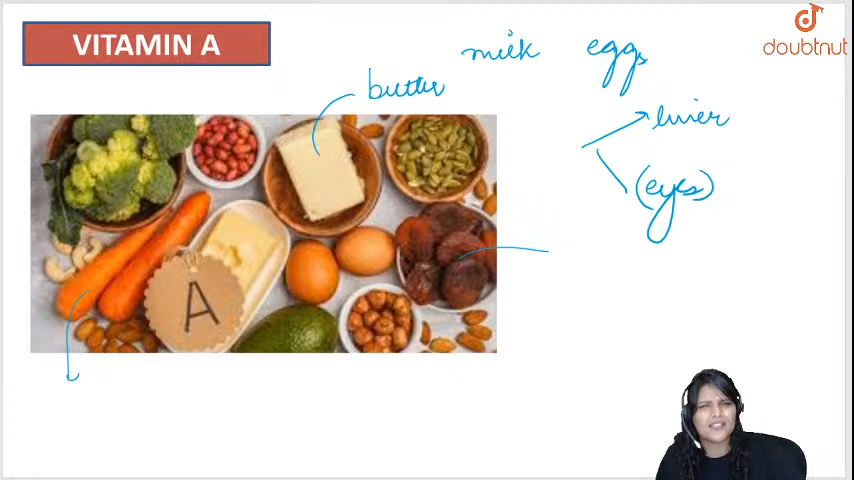 VITAMIN A
milk eggs
doubtnut
butter
liver
(eyes)
A